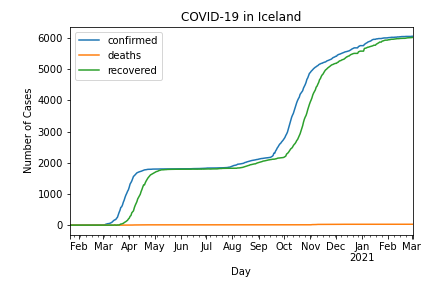 COVID-19 in Iceland
confirmed
deaths
recovered
Number of Cases
6000
5000
4000
3000
2000
1000
0
Feb Mar Apr May Jun Jul Aug Sep Oct Nov Dec Jan Feb Mar
2021
Day